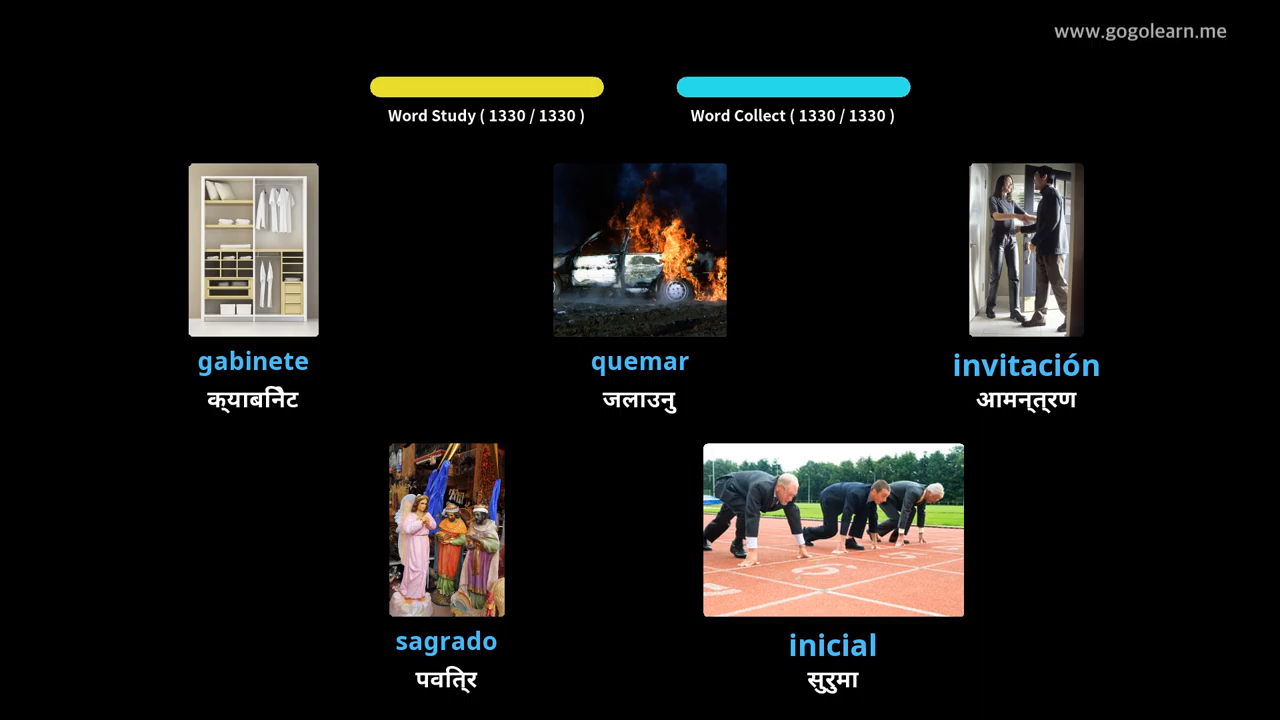 www.gogolearn.me
Word Study ( 1330 / 1330 )
Word Collect ( 1330 / 1330 )
gabinete
क्याबिनेट
quemar
जलाउनु
invitación
आमन्त्रण
sagrado
पवित्र
inicial
सुरुमा